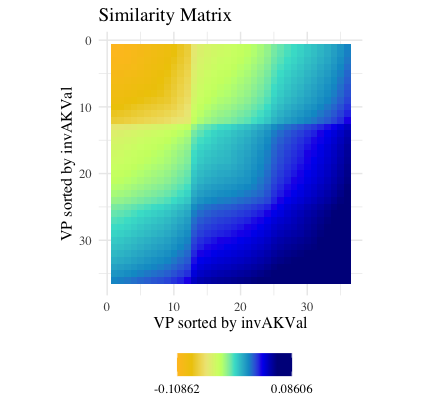 Similarity Matrix
0
10
20
30
VP sorted by invAKVal
0 10 20 30
VP sorted by invAKVal
-0.10862 0.08606